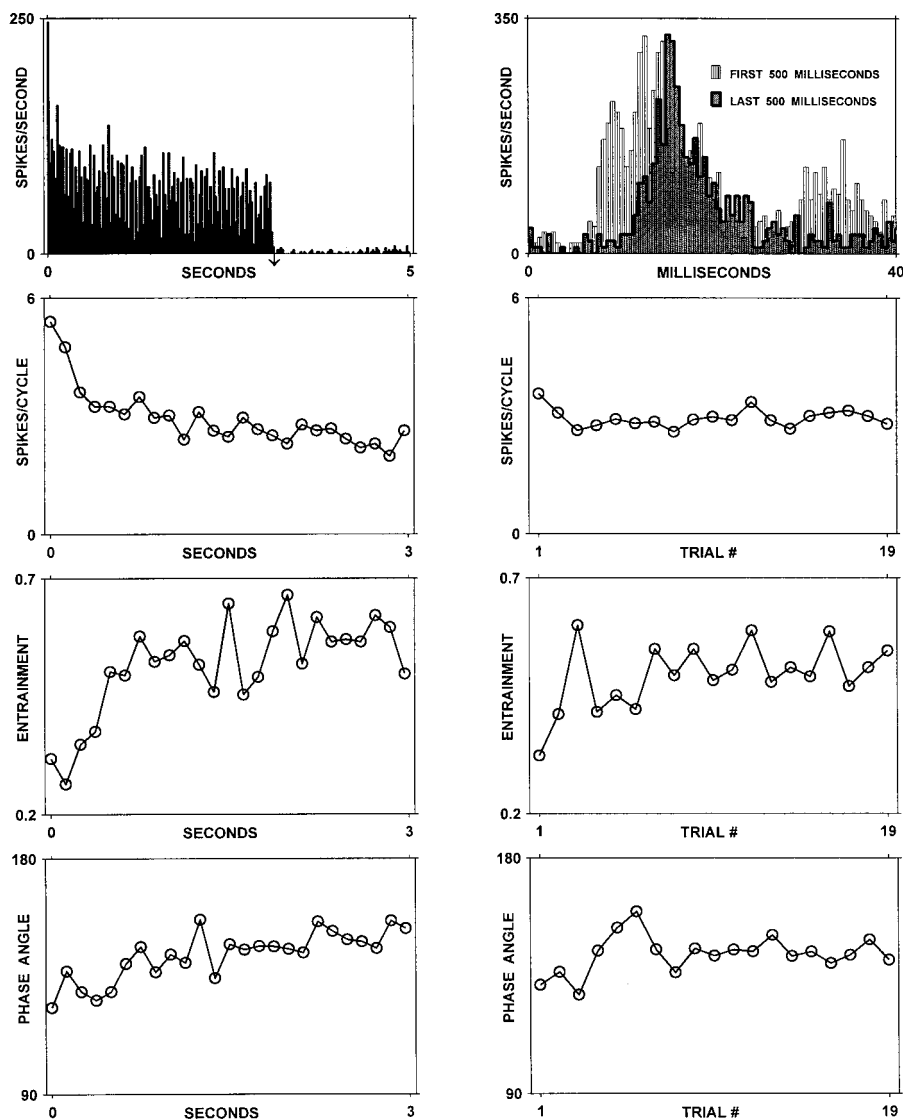 250
SPIKES/SECOND
0
0
SECONDS
5
350
SPIKES/SECOND
0
FIRST 500 MILLISECONDS
LAST 500 MILLISECONDS
0
MILLISECONDS
40
6
SPIKES/CYCLE
0
0
SECONDS
3
6
SPIKES/CYCLE
0
1
TRIAL #
19
0.7
ENTRAINMENT
0.2
0
SECONDS
3
0.7
ENTRAINMENT
0.2
1
TRIAL #
19
180
PHASE ANGLE
90
0
SECONDS
3
180
PHASE ANGLE
90
1
TRIAL #
19